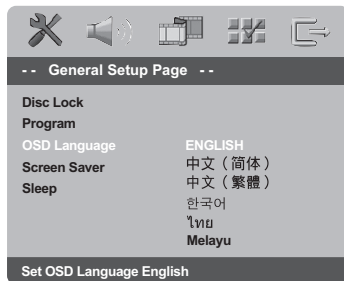 -- General Setup Page --
Disc Lock
Program
OSD Language
Screen Saver
Sleep
ENGLISH
中文（简体）
中文（繁體）
한국어
ไทย
Melayu
Set OSD Language English